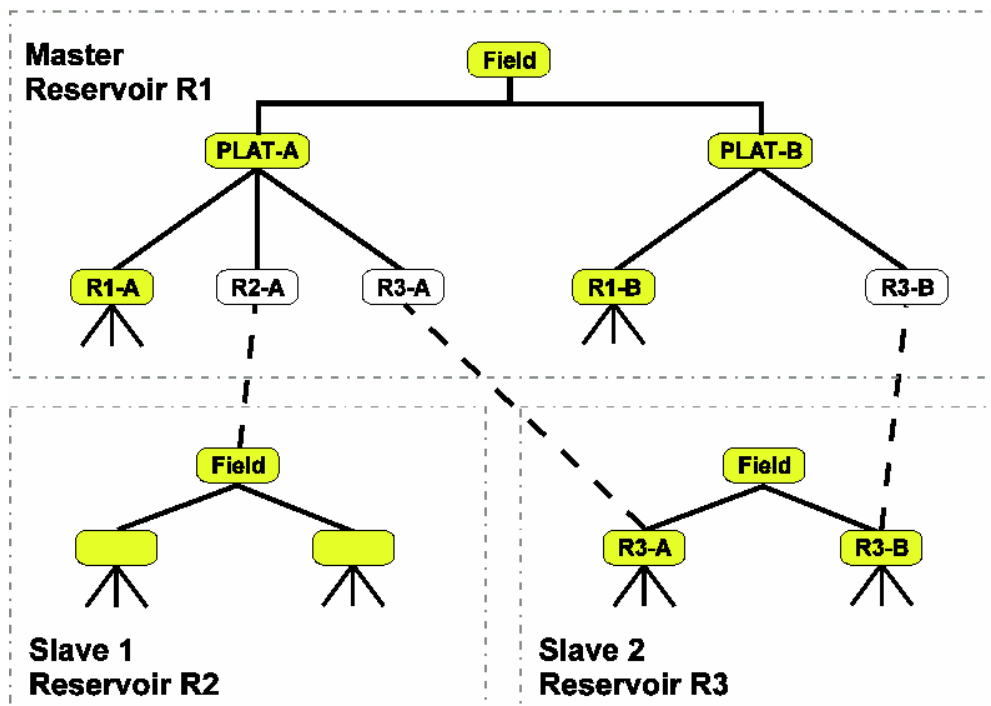 Master
Reservoir R1
Field
PLAT-A
PLAT-B
R1-A
R2-A
R3-A
R1-B
R3-B
Field
Field
R3-A
R3-B
Slave 1
Reservoir R2
Slave 2
Reservoir R3